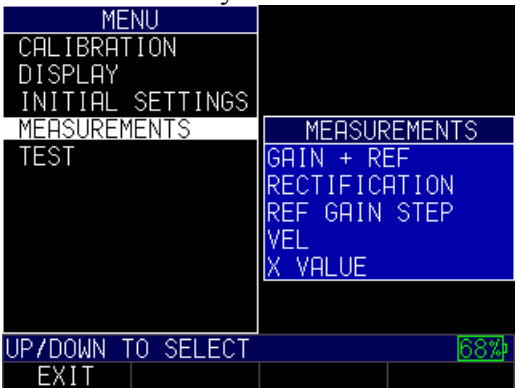 MENU
CALIBRATION
DISPLAY
INITIAL SETTINGS
MEASUREMENTS
TEST
MEASUREMENTS
GAIN + REF
RECTIFICATION
REF GAIN STEP
VEL
X VALUE
UP/DOWN TO SELECT
68%
EXIT